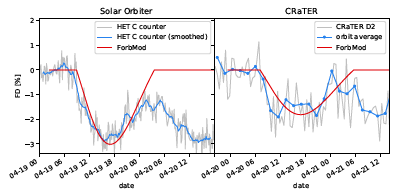 Solar Orbiter
HET C counter
HET C counter (smoothed)
ForbMod
FD [%]
2
1
0
−1
−2
−3
04-19 00
04-19 06
04-19 12
04-19 18
04-20 00
04-20 06
04-20 12
date
CRaTER
CRaTER D2
orbit average
ForbMod
04-20 00
04-20 06
04-20 12
04-20 18
04-21 00
04-21 06
04-21 12
date